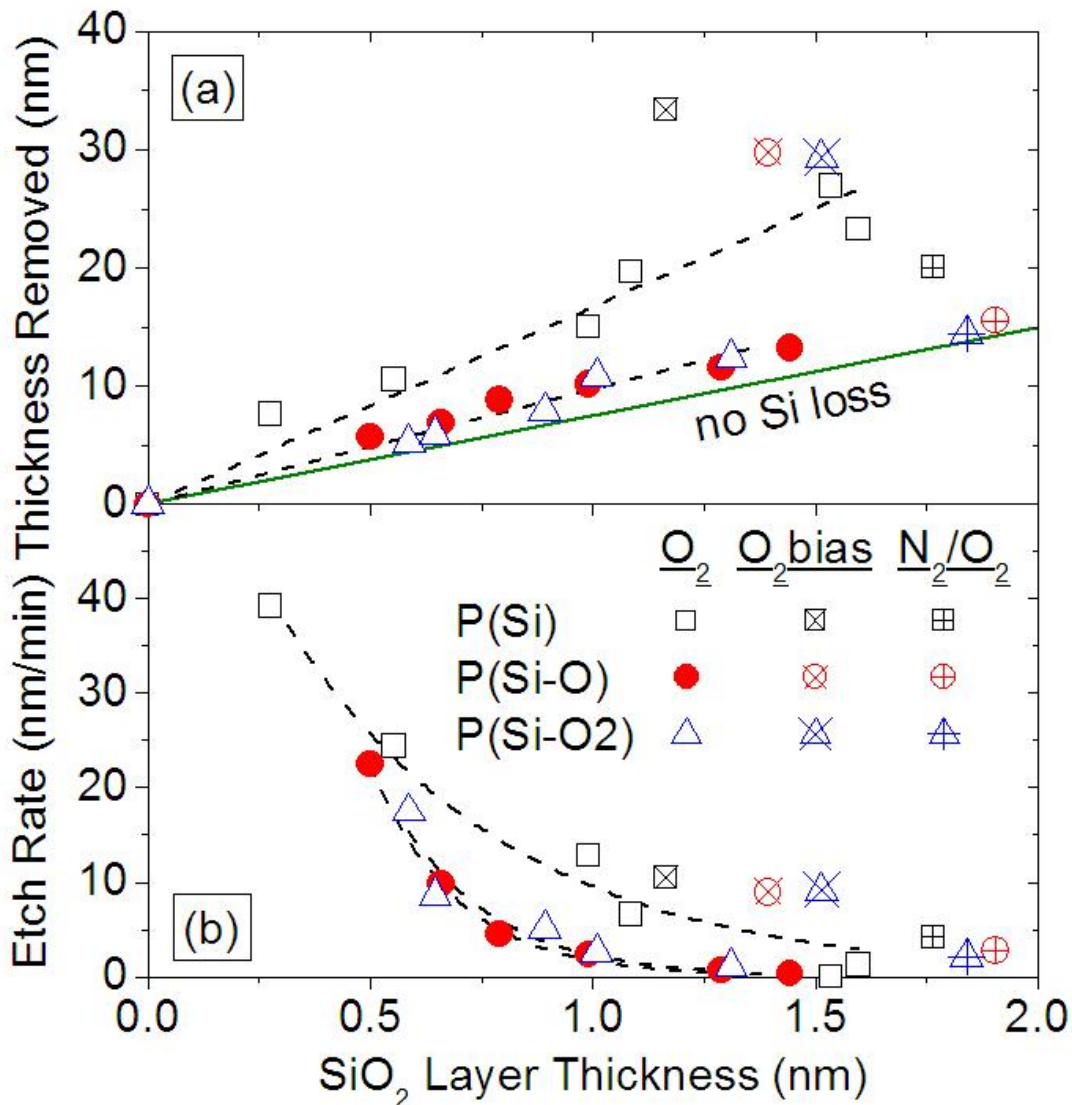 40
(a)
30
20
10
0
Thickness Removed (nm)
no Si loss
O₂ O₂bias N₂/O₂
P(Si)
P(Si-O)
P(Si-O2)
40
30
20
10
0
(b)
Etch Rate (nm/min)
0.0 0.5 1.0 1.5 2.0
SiO₂ Layer Thickness (nm)